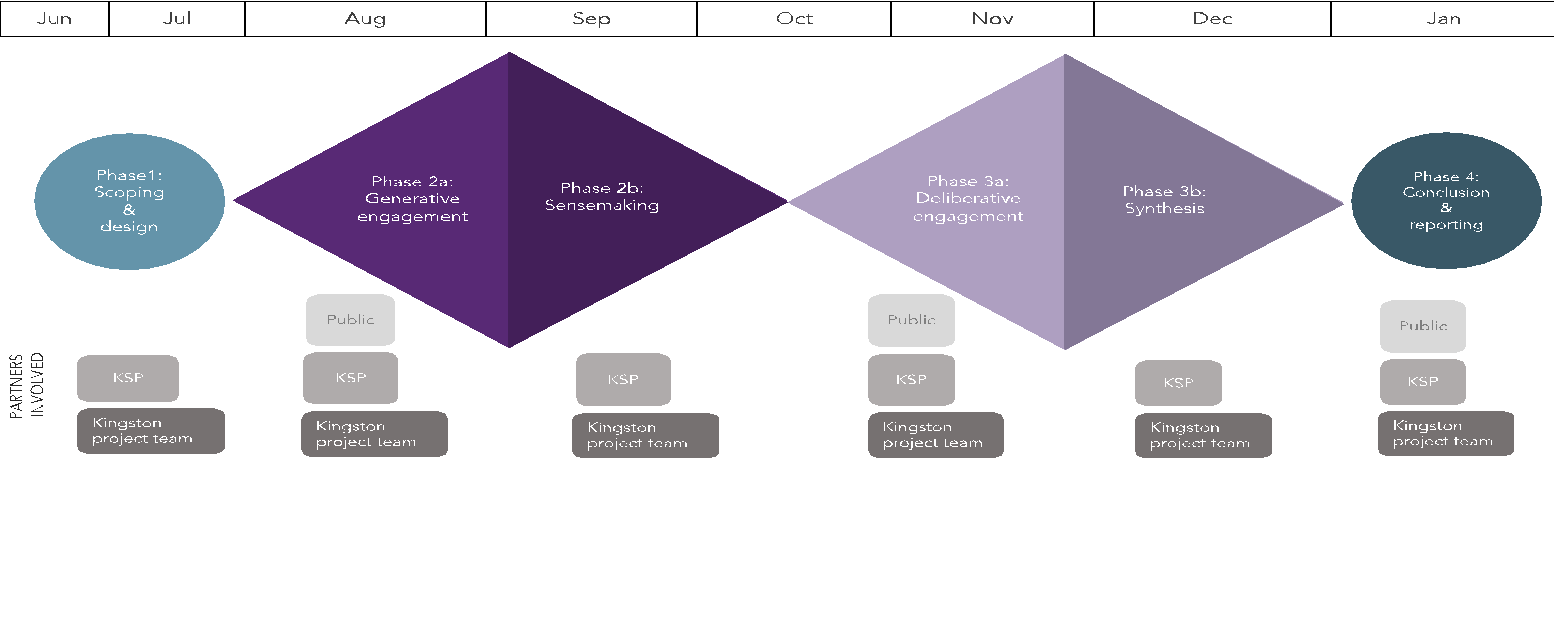 Jun
Jul
Aug
Sep
Oct
Nov
Dec
Jan
Phase1:
Scoping
&
design
Phase 2a:
Generative
engagement
Phase 2b:
Sensemaking
Phase 3a:
Deliberative
engagement
Phase 3b:
Synthesis
Phase 4:
Conclusion
&
reporting
PARTNERS
INVOLVED
KSP
Kingston
project team
Public
KSP
Kingston
project team
KSP
Kingston
project team
Public
KSP
Kingston
project team
KSP
Kingston
project team
Public
KSP
Kingston
project team